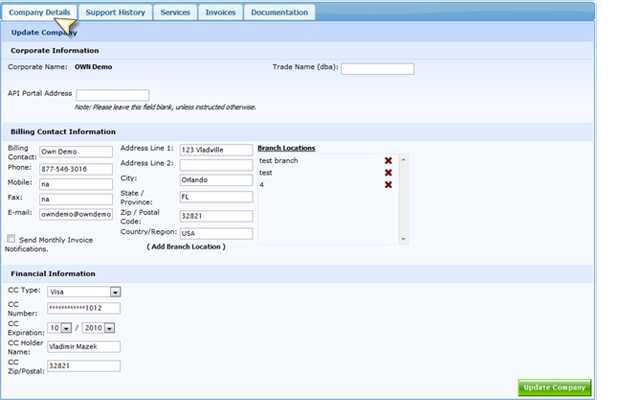 Company Details Support History Services Invoices Documentation
Update Company
Corporate Information
Corporate Name: OWN Demo Trade Name (dba):
API Portal Address
Note: Please leave this field blank, unless instructed otherwise.
Billing Contact Information
Billing Contact: Own Demo
Phone: 877-546-3016
Mobile: na
Fax: na
E-mail: owndemo@owndemo
Send Monthly Invoice
Notifications.
Address Line 1: 123 Vladville
Address Line 2:
City: Orlando
State / Province: FL
Zip / Postal Code: 32821
Country/Region: USA
( Add Branch Location )
Branch Locations
test branch
test
4
Financial Information
CC Type: Visa
CC Number: ************1012
CC Expiration: 10 / 2010
CC Holder Name: Vladimir Mazek
CC Zip/Postal: 32821
Update Company